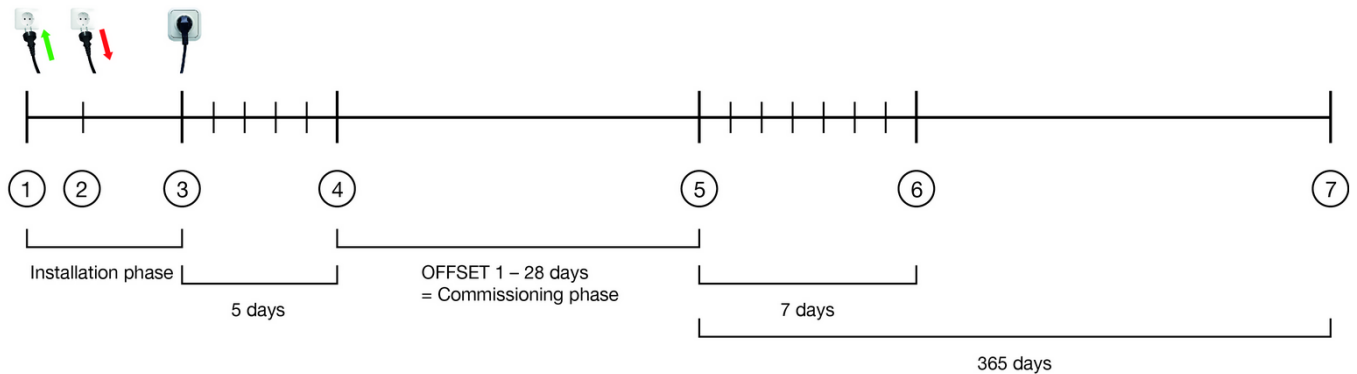 1
2
3
4
5
6
7
Installation phase
OFFSET 1 – 28 days
= Commissioning phase
5 days
7 days
365 days